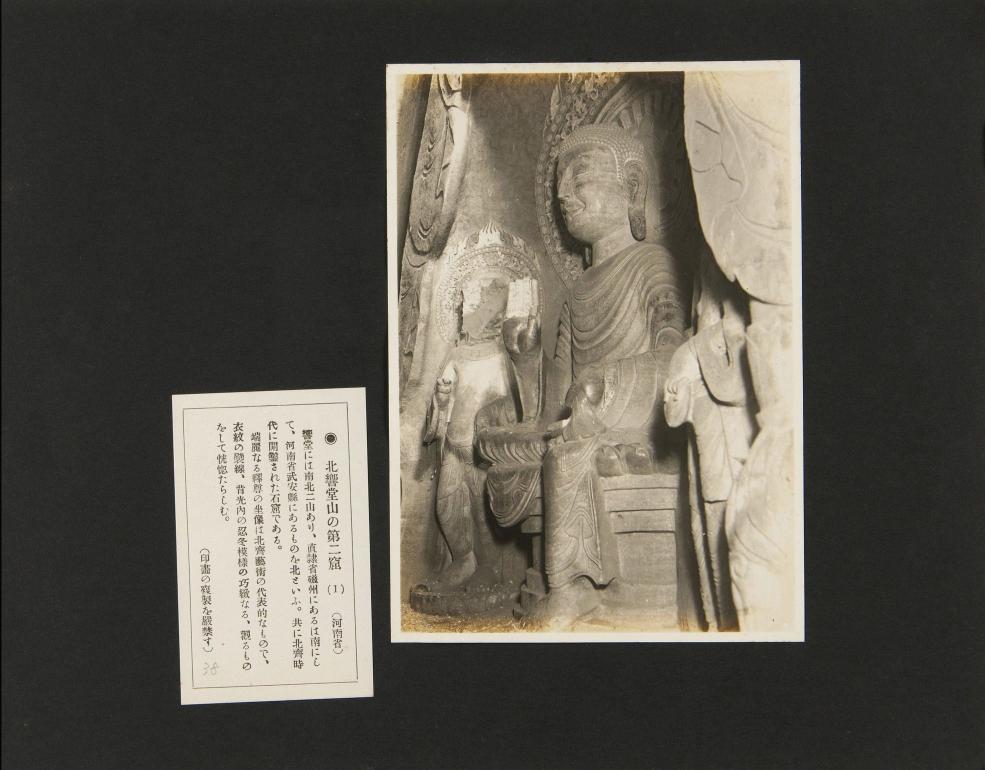 ◉ 北響堂山の第二窟 (1) (河南省)
響堂には南北二山あり、直隷省磁州にあるは南にし
て、河南省武安縣にあるものを北といふ。共に北齊時
代に開鑿された石窟である。
端麗なる釋尊の坐像は北齊藝術の代表的なもので、
衣紋の襞線、背光內の忍冬模樣の巧緻なる、觀るもの
をして恍惚たらしむ。
(印畫の複製を嚴禁す)
38